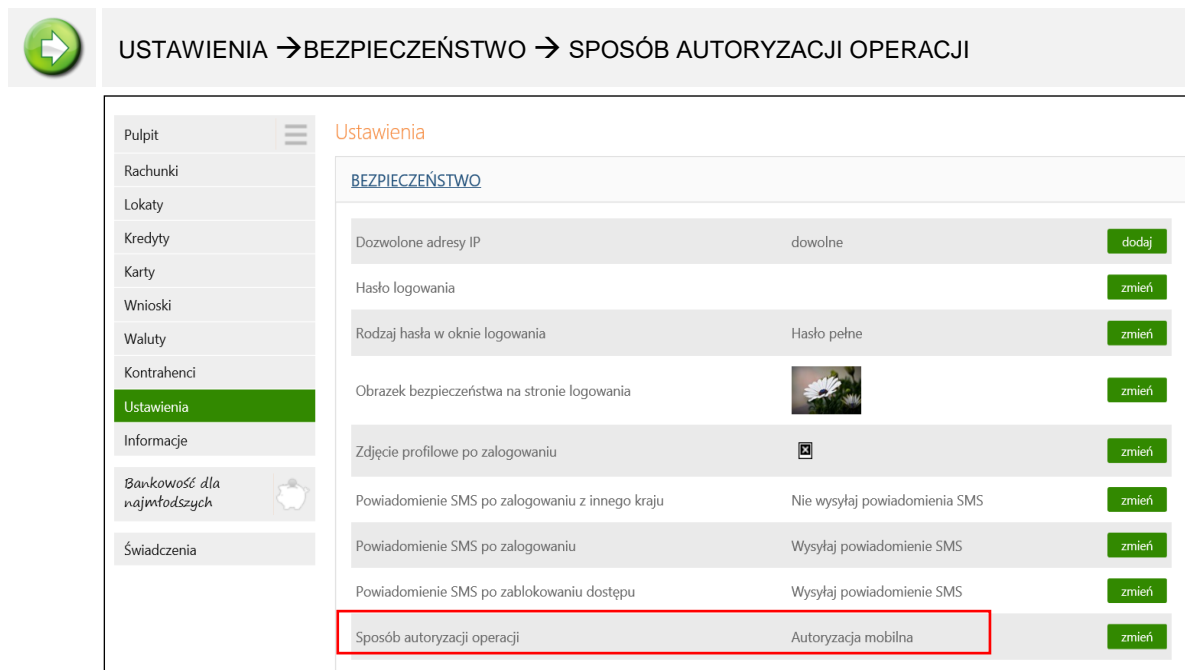 USTAWIENIA →BEZPIECZEŃSTWO → SPOSÓB AUTORYZACJI OPERACJI
Pulpit
Rachunki
Lokaty
Kredyty
Karty
Wnioski
Waluty
Kontrahenci
Ustawienia
Informacje
Bankowość dla
najmłodszych
Świadczenia
Ustawienia
BEZPIECZEŃSTWO
Dozwolone adresy IP dowolne dodaj
Hasło logowania zmień
Rodzaj hasła w oknie logowania Hasło pełne zmień
Obrazek bezpieczeństwa na stronie logowania zmień
Zdjęcie profilowe po zalogowaniu zmień
Powiadomienie SMS po zalogowaniu z innego kraju Nie wysyłaj powiadomienia SMS zmień
Powiadomienie SMS po zalogowaniu Wysyłaj powiadomienie SMS zmień
Powiadomienie SMS po zablokowaniu dostępu Wysyłaj powiadomienie SMS zmień
Sposób autoryzacji operacji Autoryzacja mobilna zmień